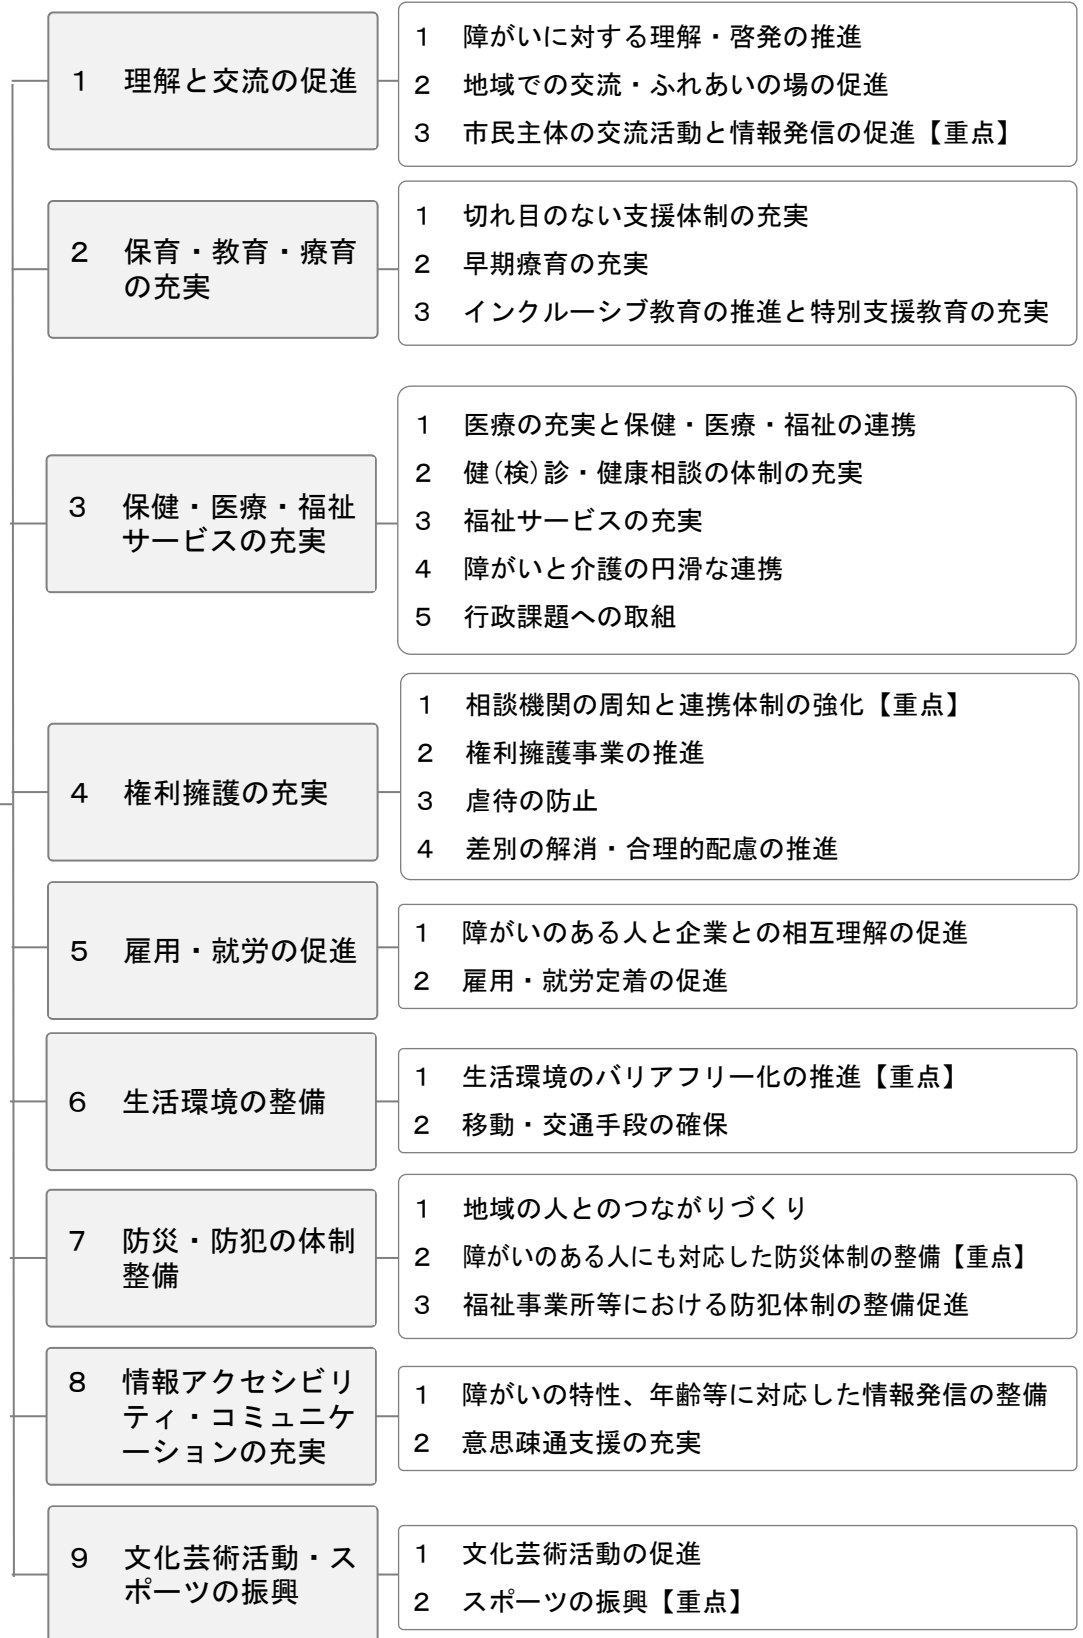 1 理解と交流の促進
1 障がいに対する理解・啓発の推進
2 地域での交流・ふれあいの場の促進
3 市民主体の交流活動と情報発信の促進【重点】
2 保育・教育・療育
の充実
1 切れ目のない支援体制の充実
2 早期療育の充実
3 インクルーシブ教育の推進と特別支援教育の充実
3 保健・医療・福祉
サービスの充実
1 医療の充実と保健・医療・福祉の連携
2 健(検)診・健康相談の体制の充実
3 福祉サービスの充実
4 障がいと介護の円滑な連携
5 行政課題への取組
4 権利擁護の充実
1 相談機関の周知と連携体制の強化【重点】
2 権利擁護事業の推進
3 虐待の防止
4 差別の解消・合理的配慮の推進
5 雇用・就労の促進
1 障がいのある人と企業との相互理解の促進
2 雇用・就労定着の促進
6 生活環境の整備
1 生活環境のバリアフリー化の推進【重点】
2 移動・交通手段の確保
7 防災・防犯の体制
整備
1 地域の人とのつながりづくり
2 障がいのある人にも対応した防災体制の整備【重点】
3 福祉事業所等における防犯体制の整備促進
8 情報アクセシビリ
ティ・コミュニケ
ーションの充実
1 障がいの特性、年齢等に対応した情報発信の整備
2 意思疎通支援の充実
9 文化芸術活動・ス
ポーツの振興
1 文化芸術活動の促進
2 スポーツの振興【重点】